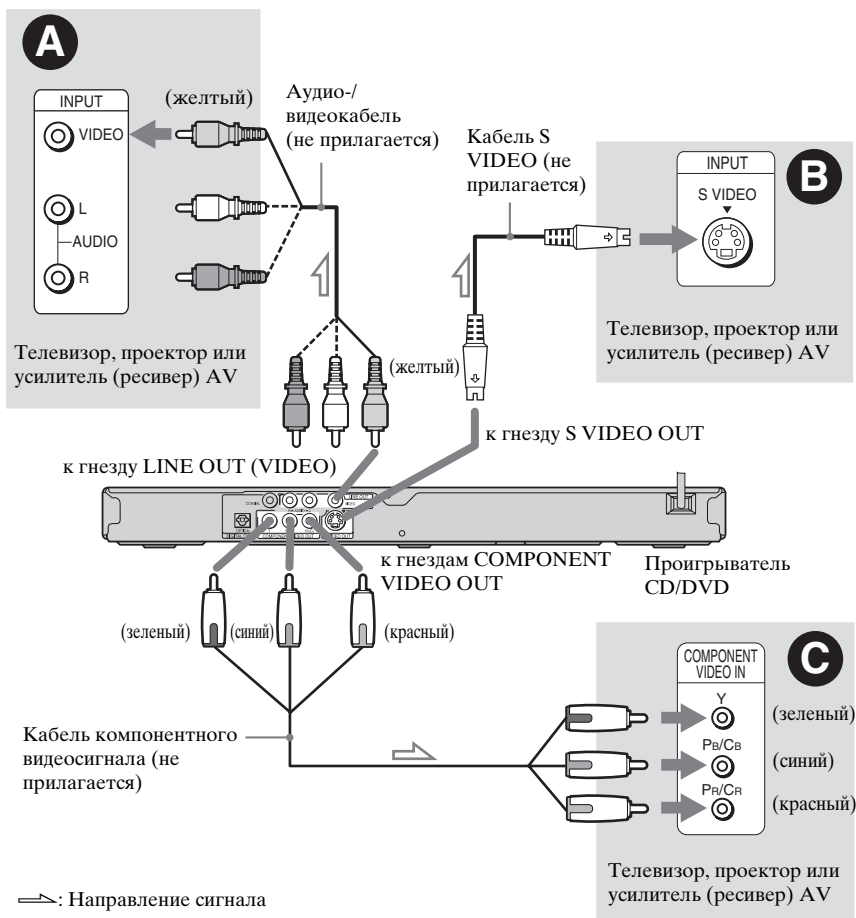 A
INPUT
VIDEO
L
AUDIO
R
(желтый)
Аудио-/
видеокабель
(не прилагается)
Телевизор, проектор или
усилитель (ресивер) AV
Кабель S
VIDEO (не
прилагается)
B
INPUT
S VIDEO
Телевизор, проектор или
усилитель (ресивер) AV
(желтый)
к гнезду S VIDEO OUT
к гнезду LINE OUT (VIDEO)
COAXIAL
VIDEO
OPTICAL
к гнездам COMPONENT
VIDEO OUT
Проигрыватель
CD/DVD
(зеленый)
(синий)
(красный)
Кабель компонентного
видеосигнала (не
прилагается)
C
COMPONENT
VIDEO IN
Y
(зеленый)
PB/CB
(синий)
PR/CR
(красный)
Телевизор, проектор или
усилитель (ресивер) AV
: Направление сигнала